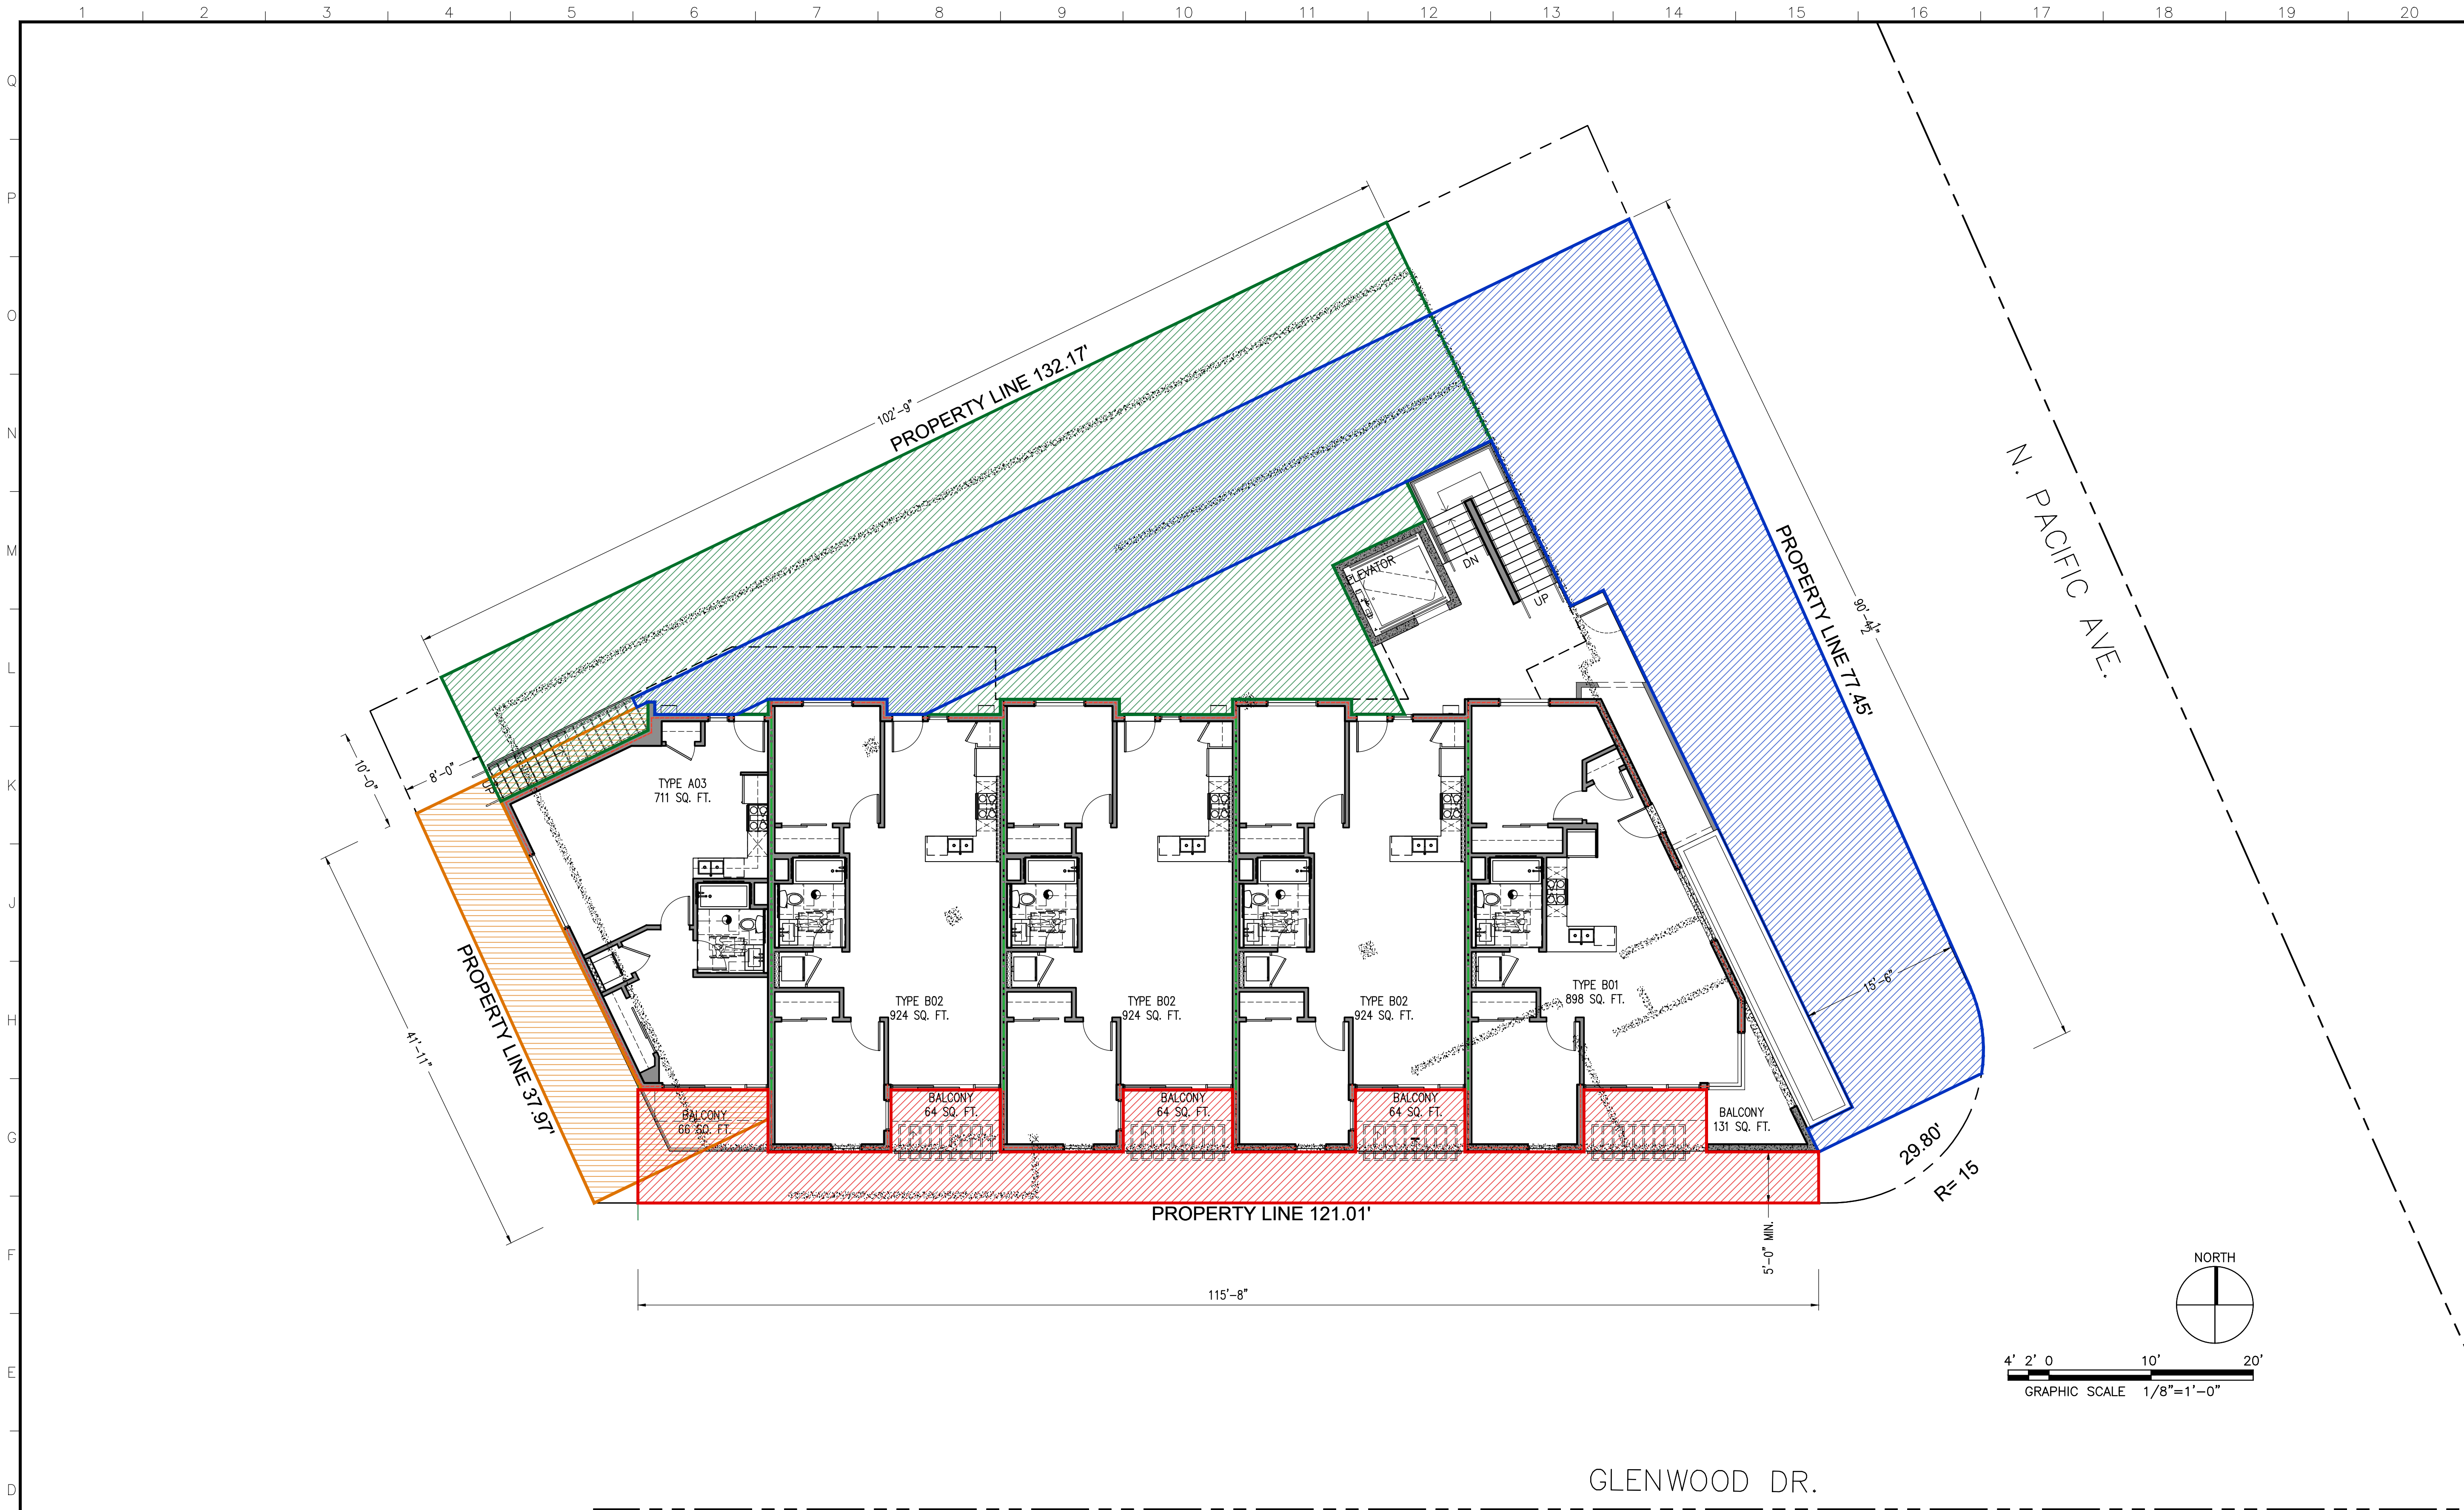 1 2 3 4 5 6 7 8 9 10 11 12 13 14 15 16 17 18 19 20
Q
P
O
N
M
L
K
J
H
G
F
E
D
PROPERTY LINE 132.17'
102'-9"
N. PACIFIC AVE.
PROPERTY LINE 77.45'
90'-4½"
ELEVATOR
DN
UP
UP
8'-0"
10'-0"
TYPE A03
711 SQ. FT.
PROPERTY LINE 37.97'
41'-11"
TYPE B02
924 SQ. FT.
TYPE B02
924 SQ. FT.
TYPE B02
924 SQ. FT.
TYPE B01
898 SQ. FT.
15'-6"
BALCONY
66 SQ. FT.
BALCONY
64 SQ. FT.
BALCONY
64 SQ. FT.
BALCONY
64 SQ. FT.
BALCONY
131 SQ. FT.
29.80'
R= 15
PROPERTY LINE 121.01'
5'-0" MIN.
115'-8"
NORTH
4' 2' 0 10' 20'
GRAPHIC SCALE 1/8"=1'-0"
GLENWOOD DR.